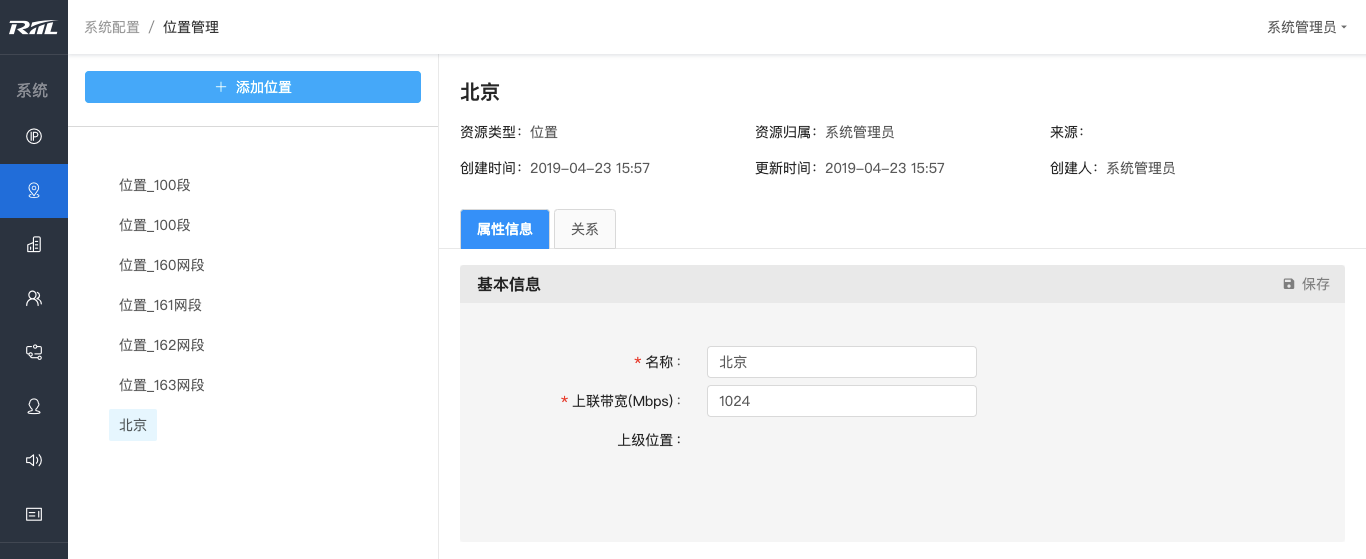 RIIL
系统配置 / 位置管理
系统管理员
系统
IP
+ 添加位置
位置_100段
位置_100段
位置_160网段
位置_161网段
位置_162网段
位置_163网段
北京
北京
资源类型：位置 资源归属：系统管理员 来源：
创建时间：2019-04-23 15:57 更新时间：2019-04-23 15:57 创建人：系统管理员
属性信息 关系
基本信息 保存
* 名称： 北京
* 上联带宽(Mbps)： 1024
上级位置：